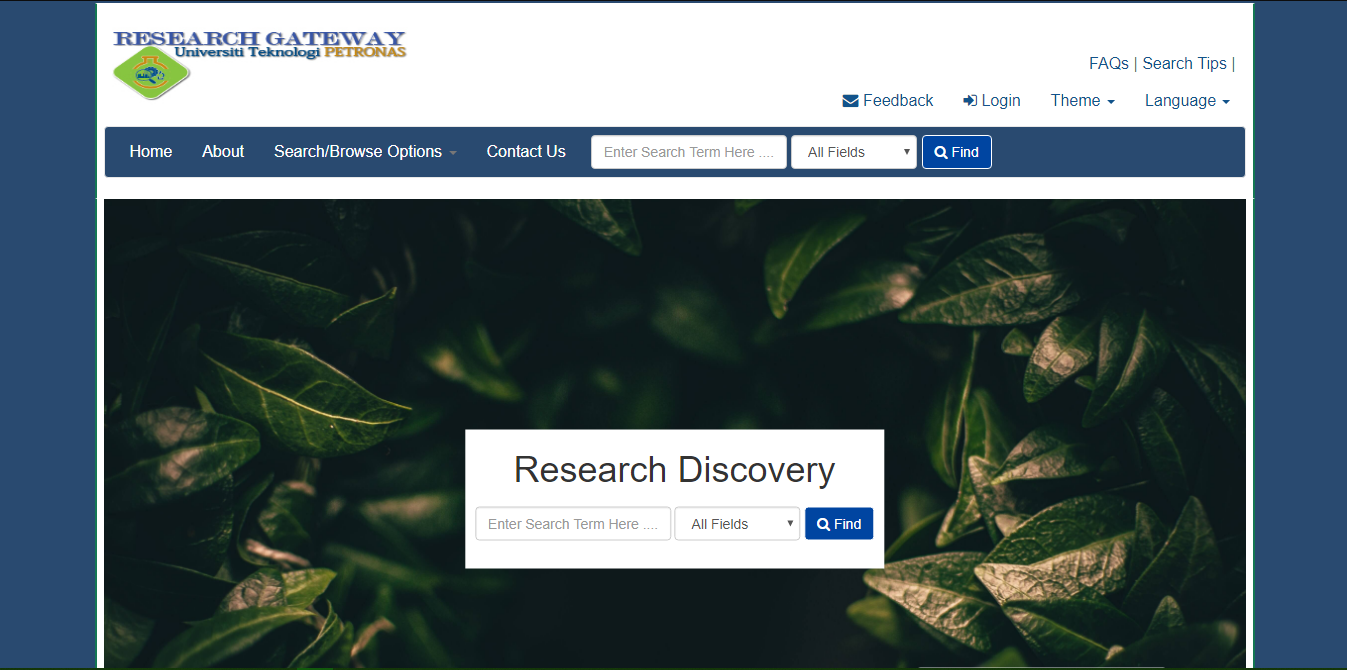 RESEARCH GATEWAY
Universiti Teknologi PETRONAS
FAQs | Search Tips |
Feedback Login Theme Language
Home About Search/Browse Options Contact Us Enter Search Term Here .... All Fields Find
Research Discovery
Enter Search Term Here .... All Fields Find